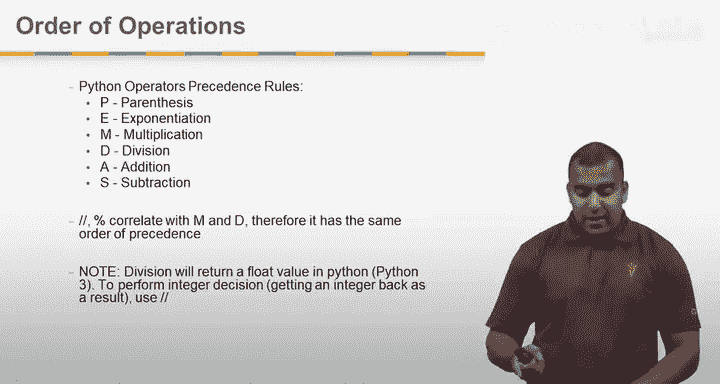 Order of Operations
- Python Operators Precedence Rules:
• P - Parenthesis
• E - Exponentiation
• M - Multiplication
• D - Division
• A - Addition
• S - Subtraction
- //, % correlate with M and D, therefore it has the same
order of precedence
- NOTE: Division will return a float value in python (Python
3). To perform integer decision (getting an integer back as
a result), use //